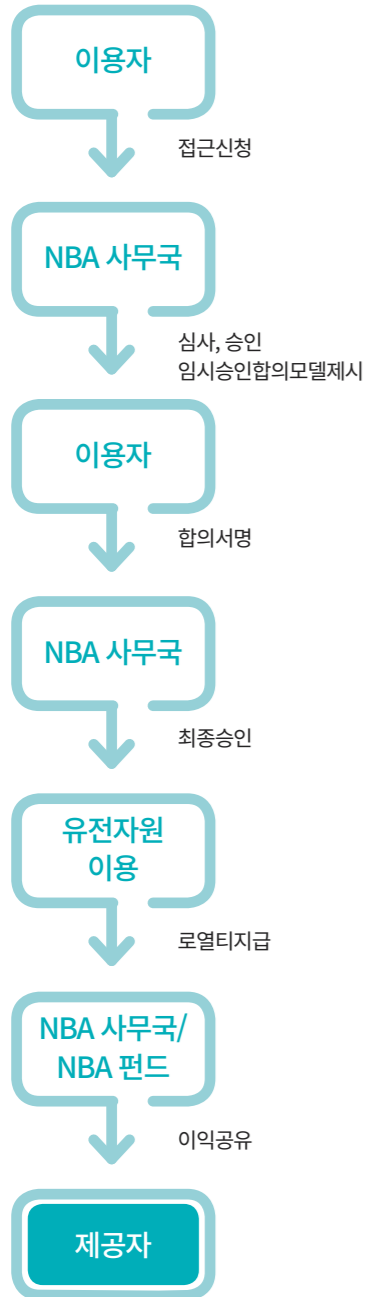 이용자
접근신청
NBA 사무국
심사, 승인
임시승인합의모델제시
이용자
합의서명
NBA 사무국
최종승인
유전자원
이용
로열티지급
NBA 사무국/
NBA 펀드
이익공유
제공자